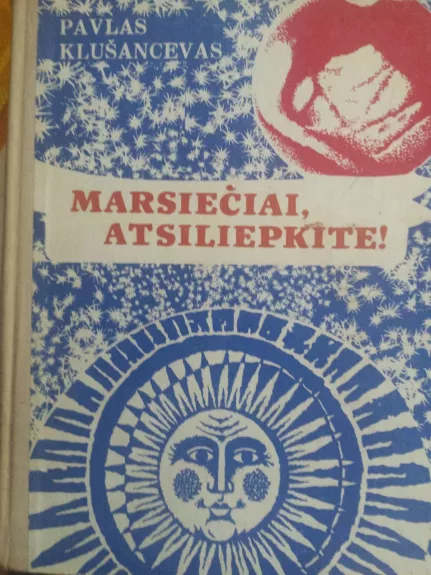 PAVLAS
KLUŠANCEVAS
MARSIEČIAI,
ATSILIEPKITE!